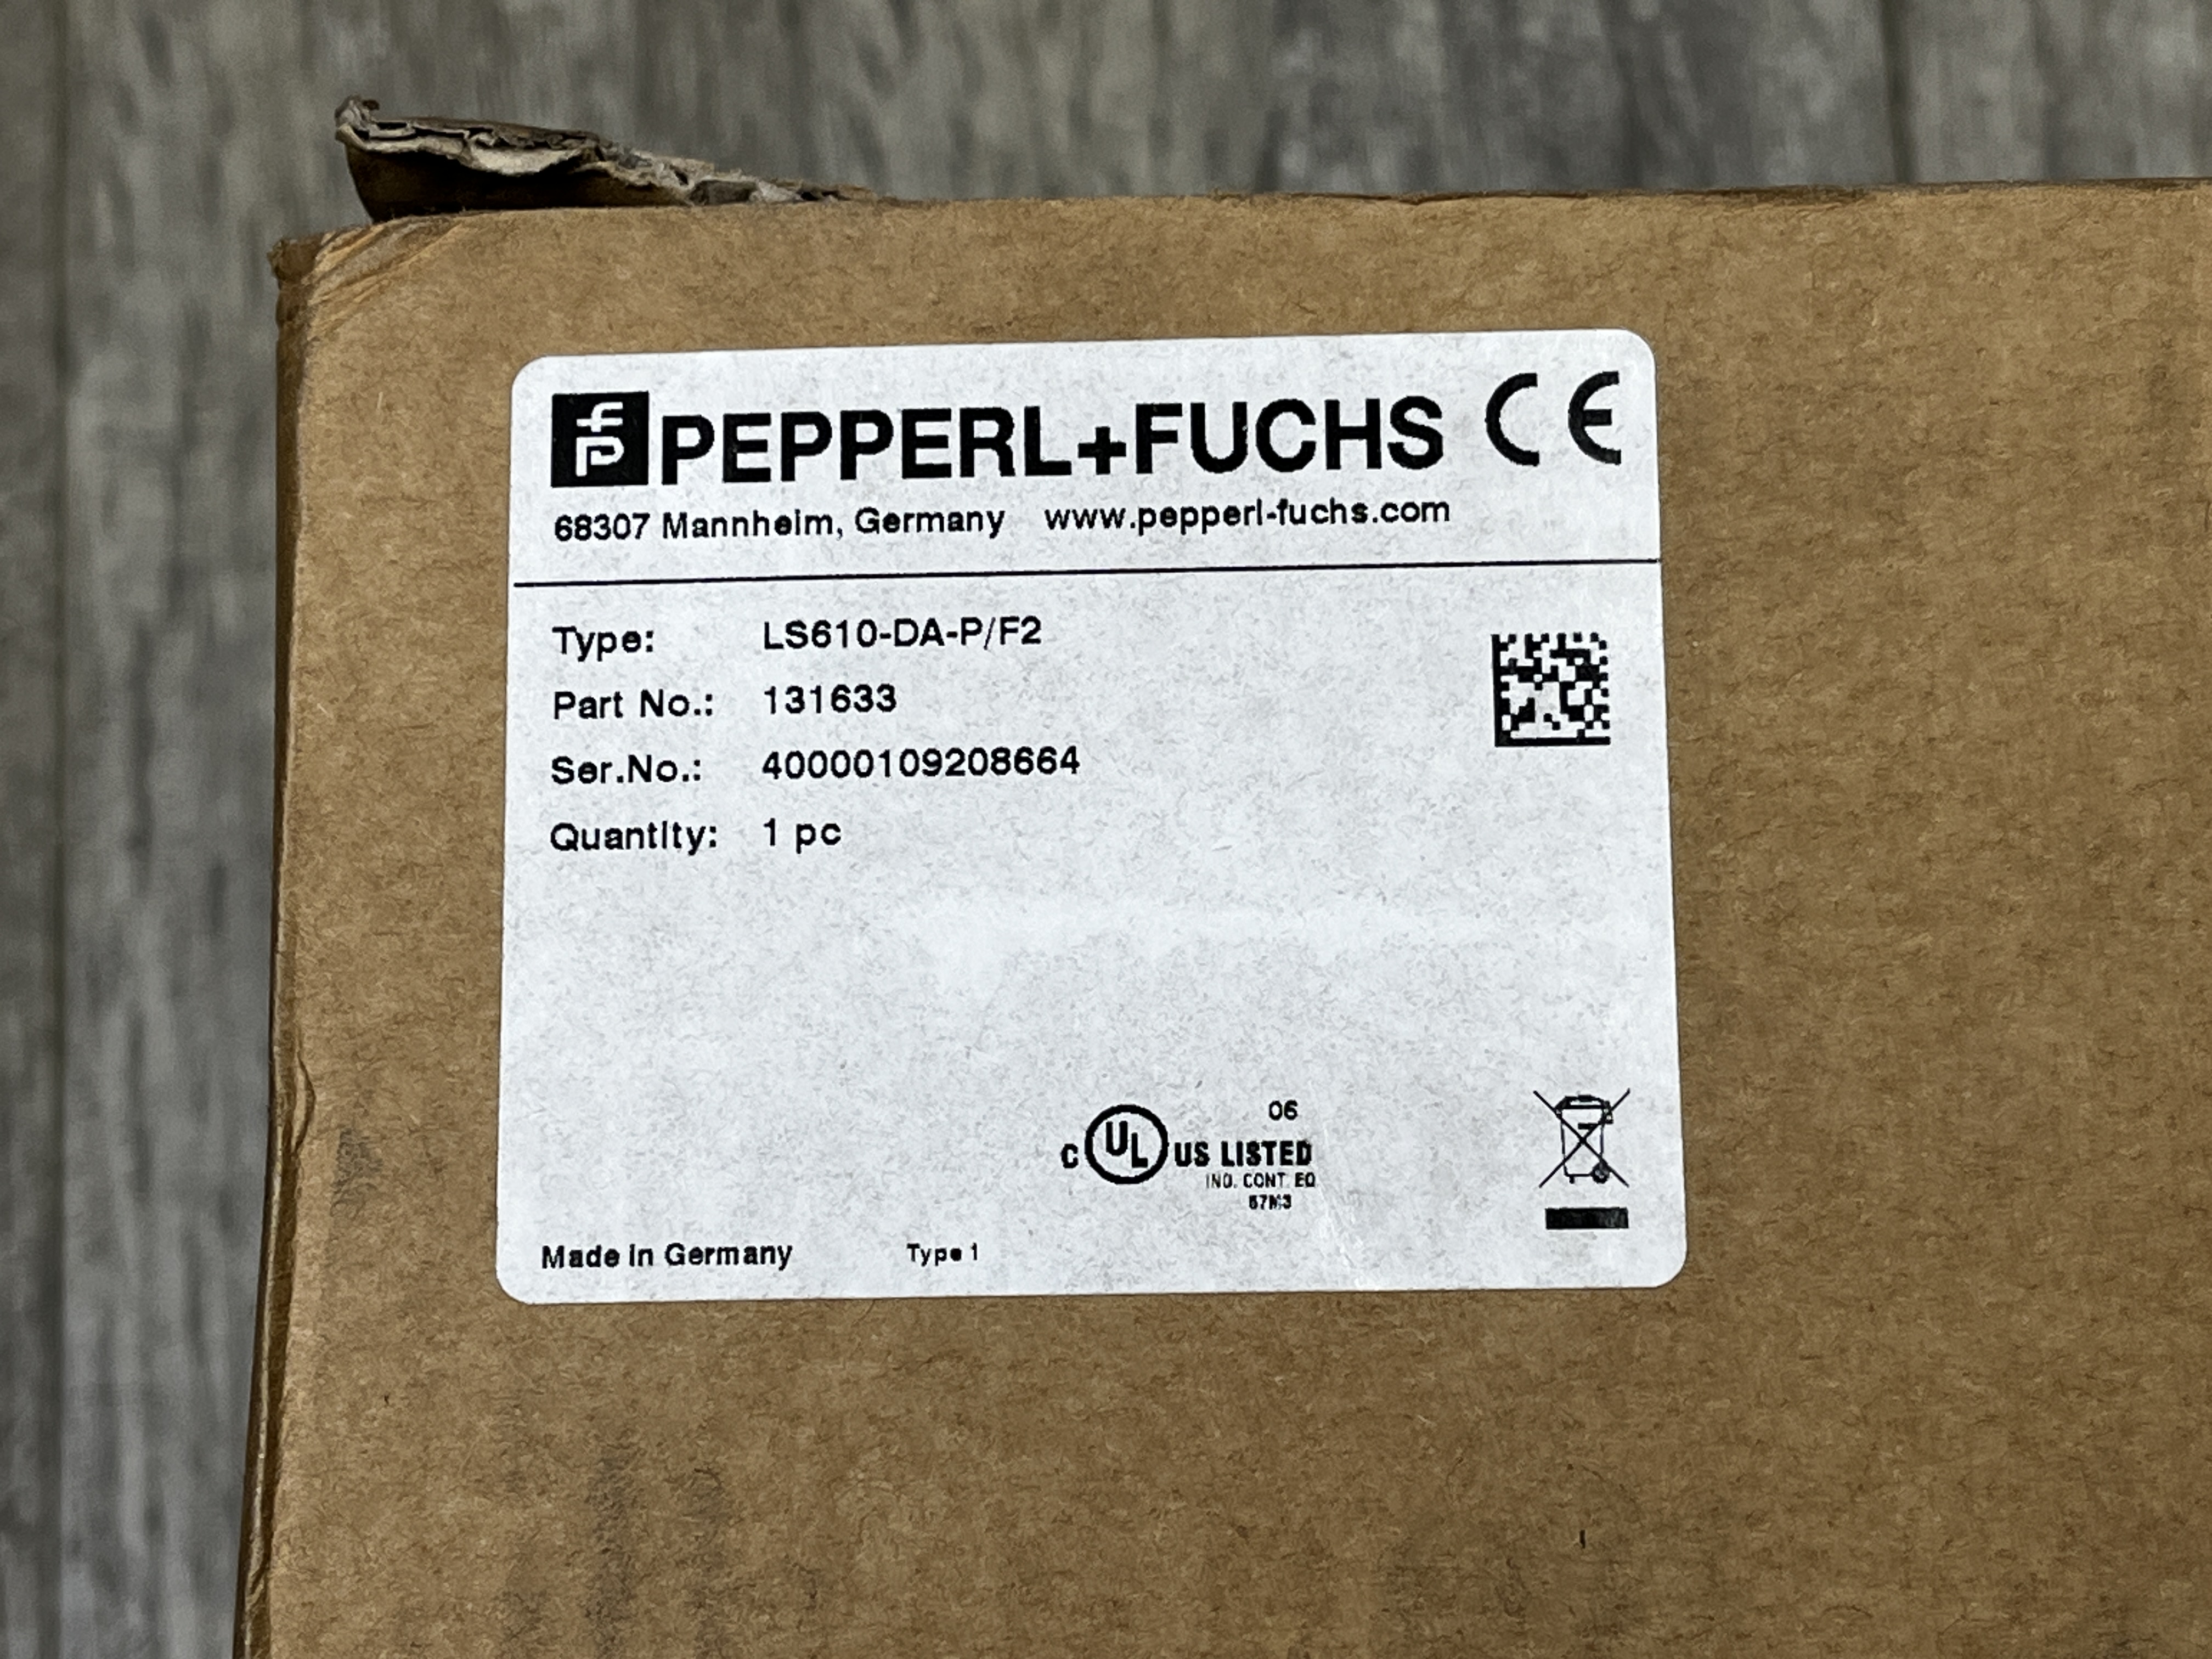 PEPPERL+FUCHS CE
68307 Mannheim, Germany www.pepperl-fuchs.com
Type: LS610-DA-P/F2
Part No.: 131633
Ser.No.: 40000109208664
Quantity: 1 pc
06
C UL US LISTED
IND. CONT. EQ
57M3
Made in Germany Type 1